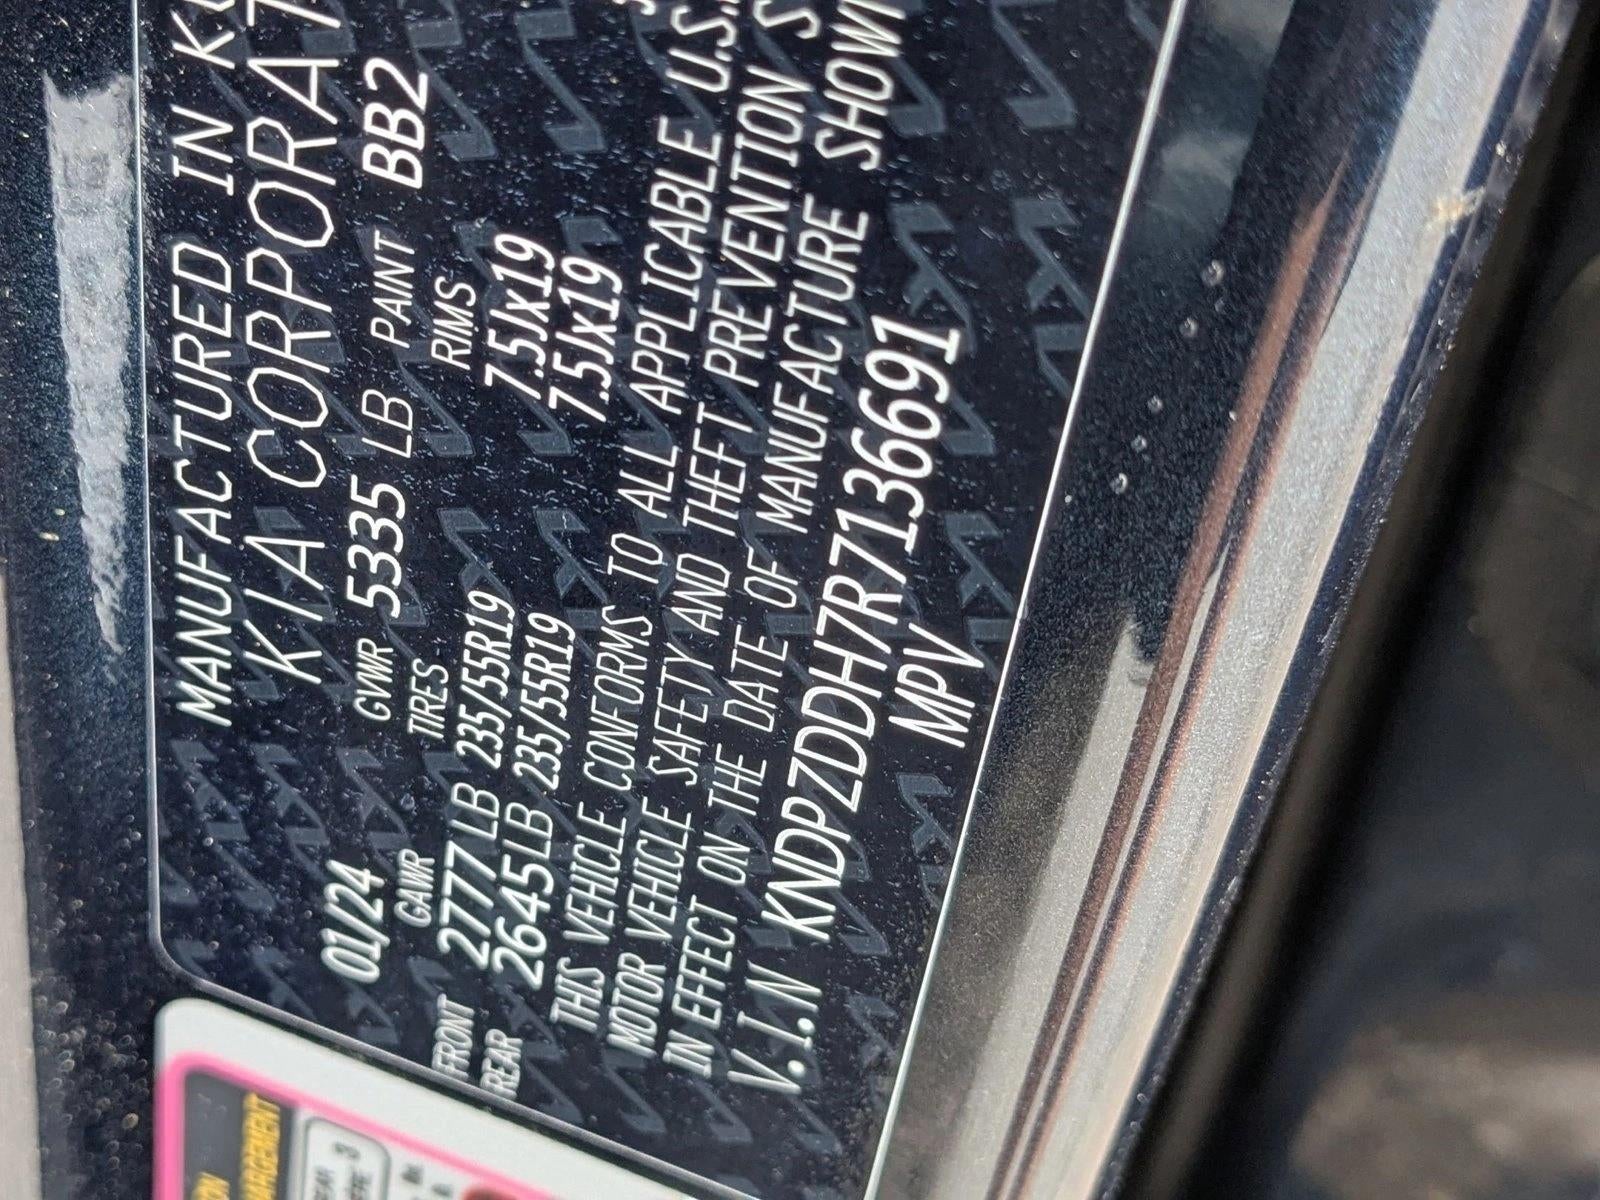 MANUFACTURED IN
KIA CORPORAT
01/24 GVWR 5335 LB PAINT BB2
GAWR TIRES RIMS
FRONT 2777 LB 235/55R19 7.5Jx19
REAR 2645LB 235/55R19 7.5Jx19
THIS VEHICLE CONFORMS TO ALL APPLICABLE U.S.
MOTOR VEHICLE SAFETY AND THEFT PREVENTION S
IN EFFECT ON THE DATE OF MANUFACTURE SHOW
V.I.N KNDPZDDH7R7136691
MPV
3